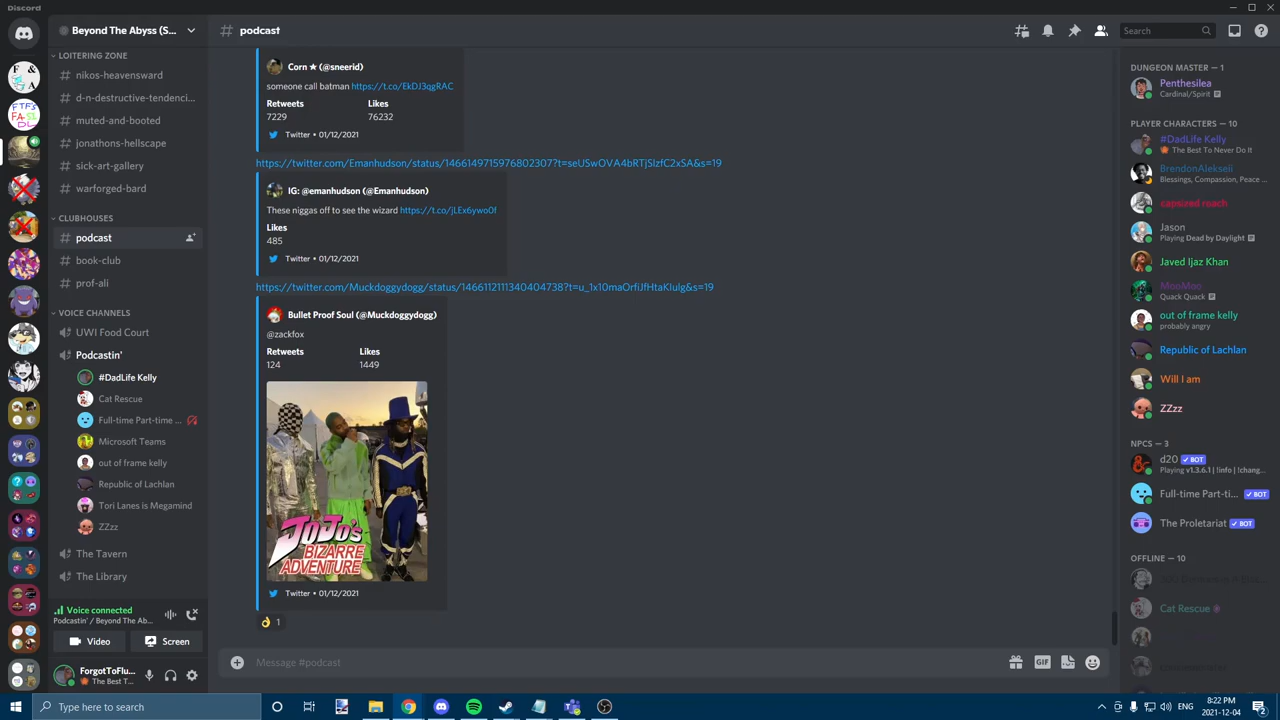 Discord
Beyond The Abyss (S...
LOITERING ZONE
nikos-heavensward
d-n-destructive-tendenci...
muted-and-booted
jonathons-hellscape
sick-art-gallery
warforged-bard
CLUBHOUSES
podcast
book-club
prof-ali
VOICE CHANNELS
UWI Food Court
Podcastin'
#DadLife Kelly
Cat Rescue
Full-time Part-time ...
Microsoft Teams
out of frame kelly
Republic of Lachlan
Tori Lanes is Megamind
ZZzz
The Tavern
The Library
Voice connected
Podcastin' / Beyond The Ab...
Video
Screen
ForgotToFlu...
The Best T...
F & A
FTF'S
FA SI
DL
podcast
Search
Corn ★ (@sneerid)
someone call batman https://t.co/EkDJ3qgRAC
Retweets Likes
7229 76232
Twitter • 01/12/2021
https://twitter.com/Emanhudson/status/1466149715976802307?t=seUSwOVA4bRTjSIzfC2xSA&s=19
IG: @emanhudson (@Emanhudson)
These niggas off to see the wizard https://t.co/jLEx6ywo0f
Likes
485
Twitter • 01/12/2021
https://twitter.com/Muckdoggydogg/status/1466112111340404738?t=u_1x10maOrfiJfHtaKIulg&s=19
Bullet Proof Soul (@Muckdoggydogg)
@zackfox
Retweets Likes
124 1449
JOJO'S
BIZARRE
ADVENTURE
Twitter • 01/12/2021
1
Message #podcast
GIF
DUNGEON MASTER — 1
Penthesilea
Cardinal/Spirit
PLAYER CHARACTERS — 10
#DadLife Kelly
The Best To Never Do It
BrendonAlekseii
Blessings, Compassion, Peace ...
capsized roach
Jason
Playing Dead by Daylight
Javed Ijaz Khan
MooMoo
Quack Quack
out of frame kelly
probably angry
Republic of Lachlan
Will I am
ZZzz
NPCS — 3
d20 BOT
Playing v1.3.6.1 | !info | !chang...
Full-time Part-ti... BOT
The Proletariat BOT
OFFLINE — 10
Cat Rescue
Type here to search
ENG
8:22 PM
2021-12-04
2